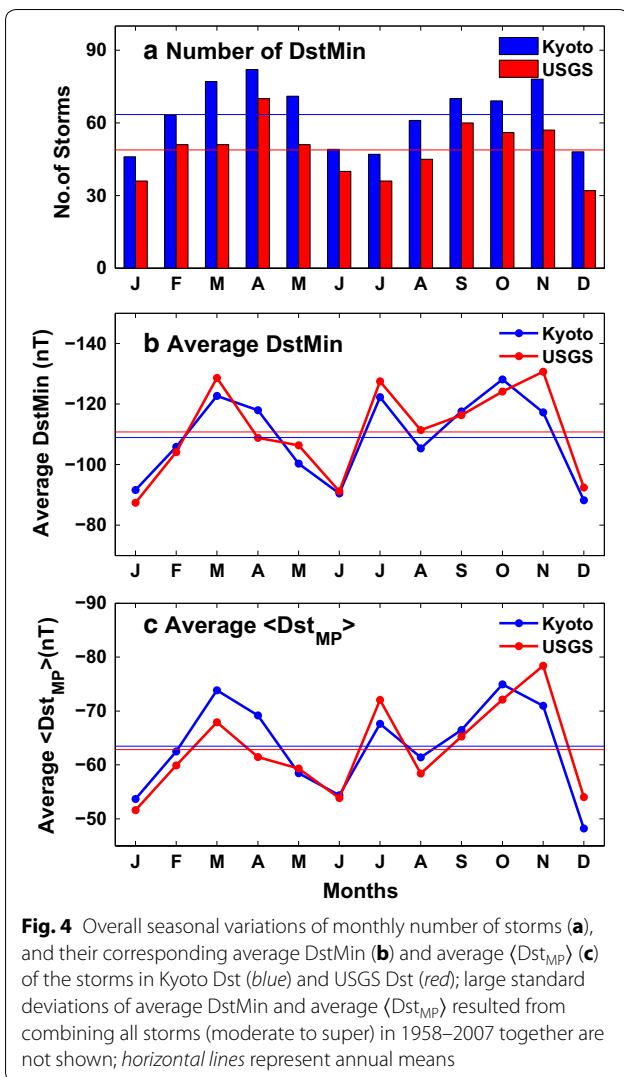 a Number of DstMin
Kyoto
USGS
No.of Storms
90
60
30
0
J F M A M J J A S O N D
b Average DstMin
Kyoto
USGS
Average DstMin (nT)
−140
−120
−100
−80
J F M A M J J A S O N D
c Average <Dst_MP>
Kyoto
USGS
Average <Dst_MP>(nT)
−90
−80
−70
−60
−50
J F M A M J J A S O N D
Months
Fig. 4 Overall seasonal variations of monthly number of storms (a),
and their corresponding average DstMin (b) and average ⟨Dst_MP⟩ (c)
of the storms in Kyoto Dst (blue) and USGS Dst (red); large standard
deviations of average DstMin and average ⟨Dst_MP⟩ resulted from
combining all storms (moderate to super) in 1958–2007 together are
not shown; horizontal lines represent annual means